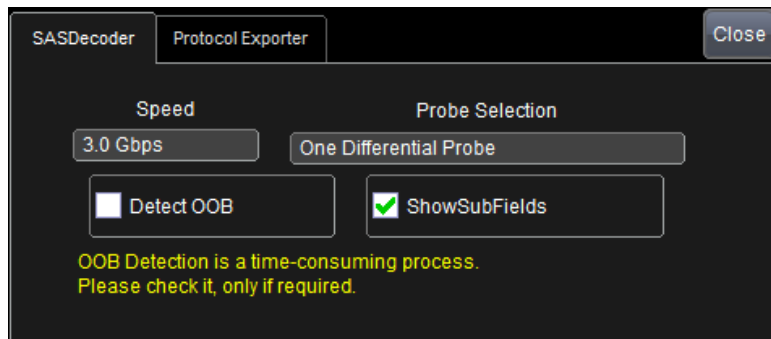 SASDecoder
Protocol Exporter
Close
Speed
Probe Selection
3.0 Gbps
One Differential Probe
Detect OOB
ShowSubFields
OOB Detection is a time-consuming process.
Please check it, only if required.